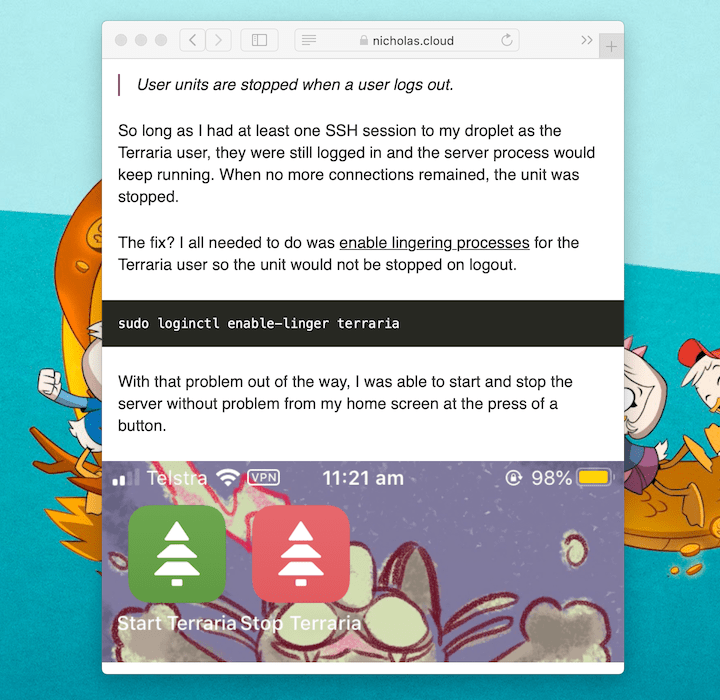 nicholas.cloud
User units are stopped when a user logs out.
So long as I had at least one SSH session to my droplet as the
Terraria user, they were still logged in and the server process would
keep running. When no more connections remained, the unit was
stopped.
The fix? I all needed to do was enable lingering processes for the
Terraria user so the unit would not be stopped on logout.
sudo loginctl enable-linger terraria
With that problem out of the way, I was able to start and stop the
server without problem from my home screen at the press of a
button.
Telstra VPN 11:21 am 98%
Start Terraria Stop Terraria